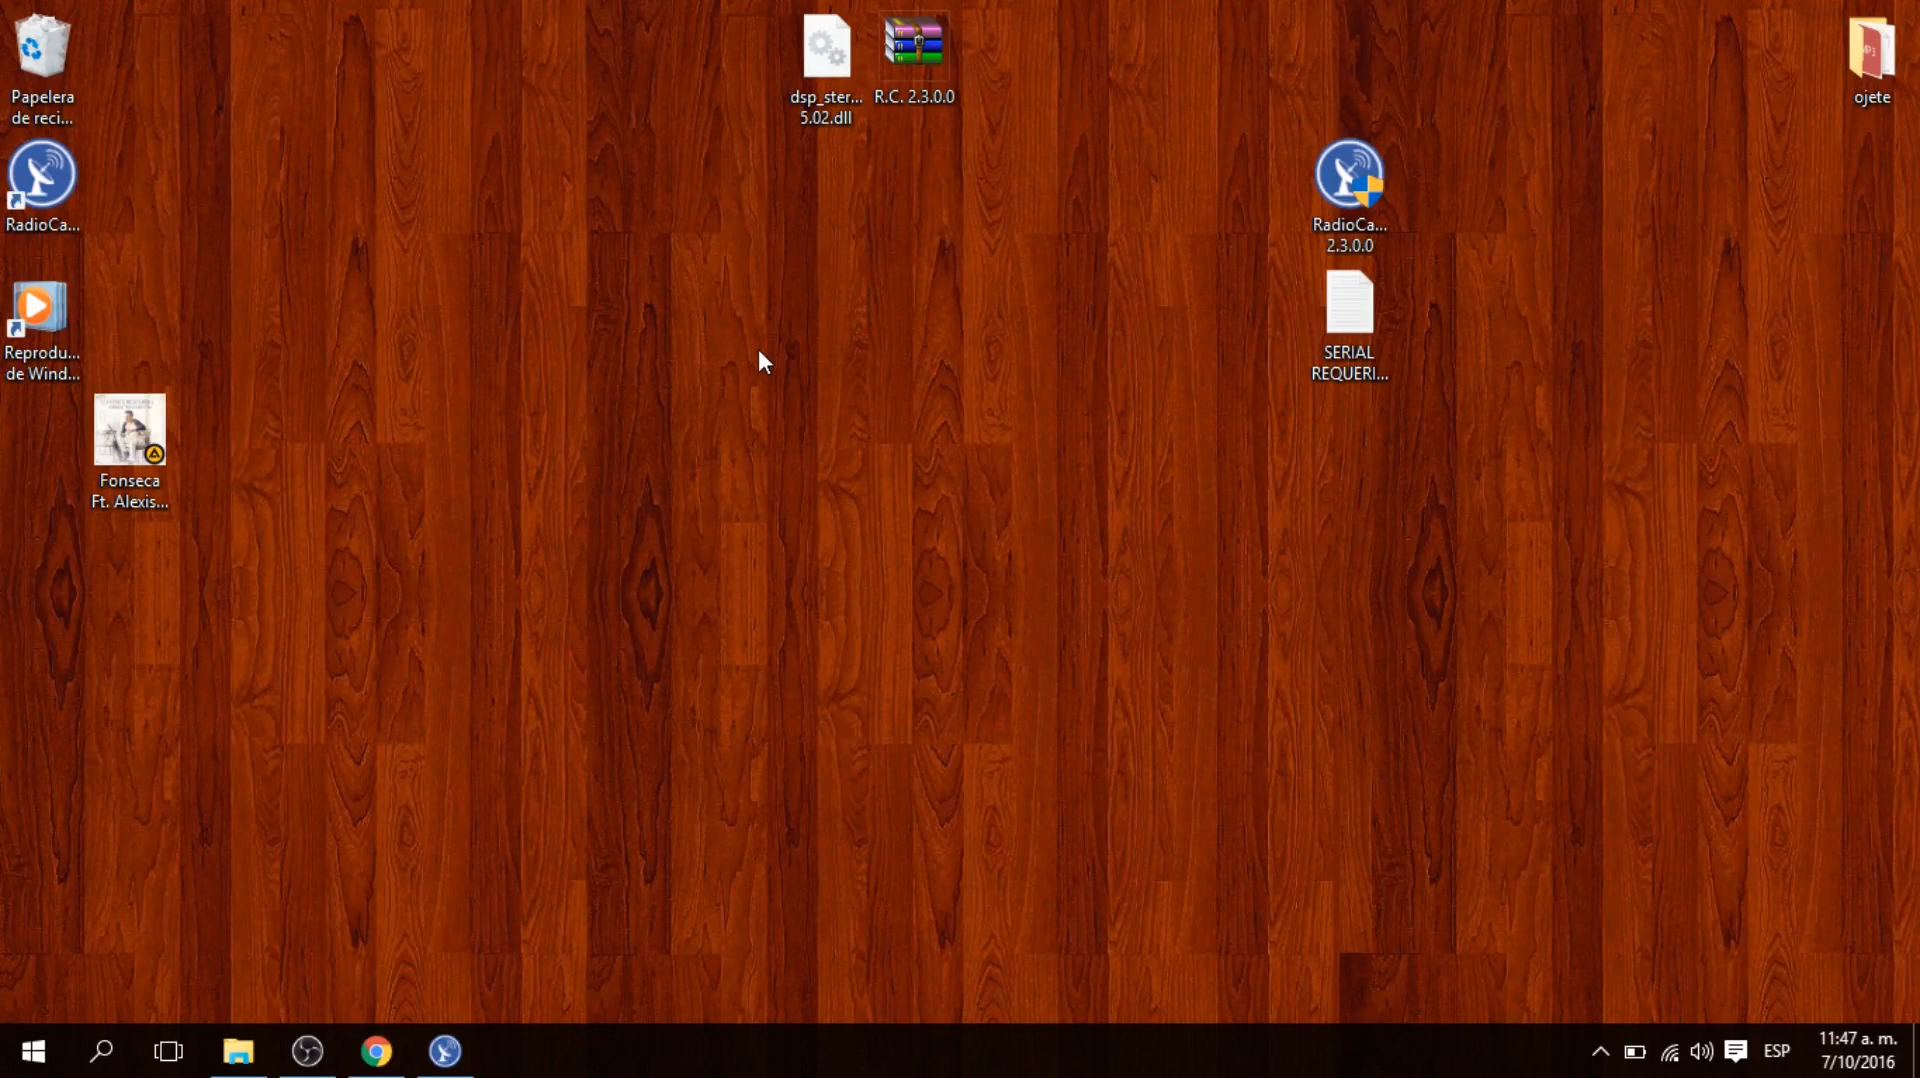 Papelera
de reci...
RadioCa...
Reprodu...
de Wind...
Fonseca
Ft. Alexis...
dsp_ster...
5.02.dll
R.C. 2.3.0.0
RadioCa...
2.3.0.0
SERIAL
REQUERI...
MP3
ojete
ESP
11:47 a. m.
7/10/2016